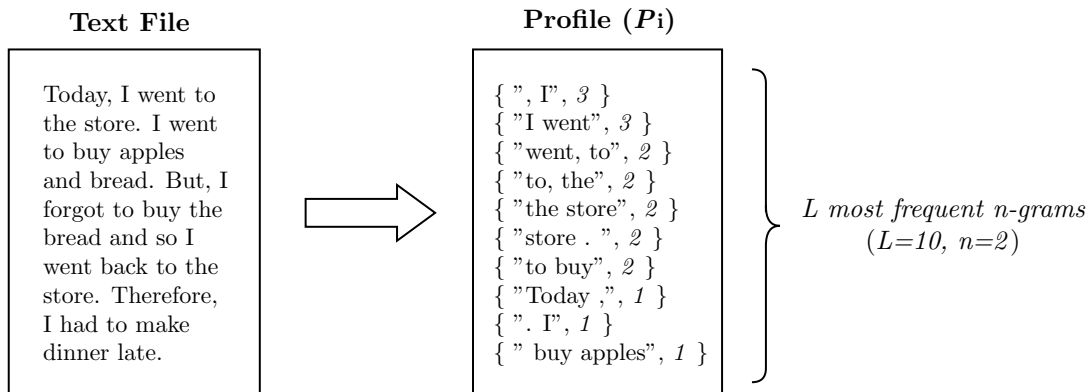 Text File
Today, I went to
the store. I went
to buy apples
and bread. But, I
forgot to buy the
bread and so I
went back to the
store. Therefore,
I had to make
dinner late.
Profile (Pi)
{ ", I”, 3 }
{ ”I went”, 3 }
{ ”went, to”, 2 }
{ ”to, the”, 2 }
{ ”the store”, 2 }
{ ”store . ”, 2 }
{ ”to buy”, 2 }
{ ”Today ,”, 1 }
{ ”. I”, 1 }
{ ” buy apples”, 1 }
L most frequent n-grams
(L=10, n=2)